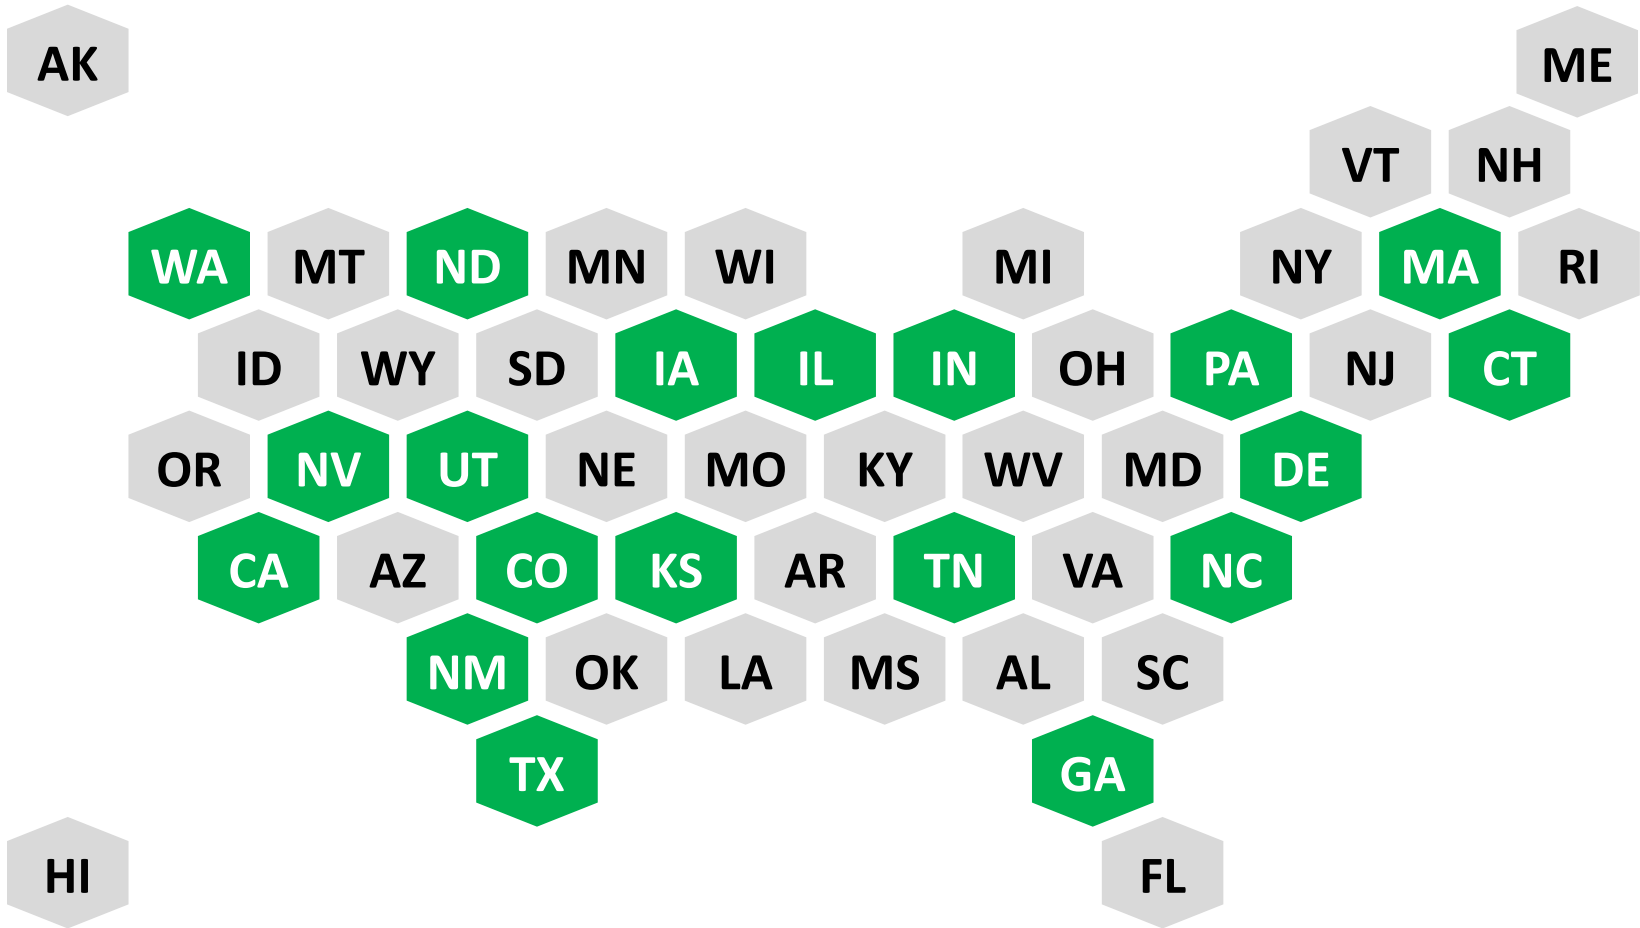 AK ME
VT NH
WA MT ND MN WI MI NY MA RI
ID WY SD IA IL IN OH PA NJ CT
OR NV UT NE MO KY WV MD DE
CA AZ CO KS AR TN VA NC
NM OK LA MS AL SC
TX GA
HI FL